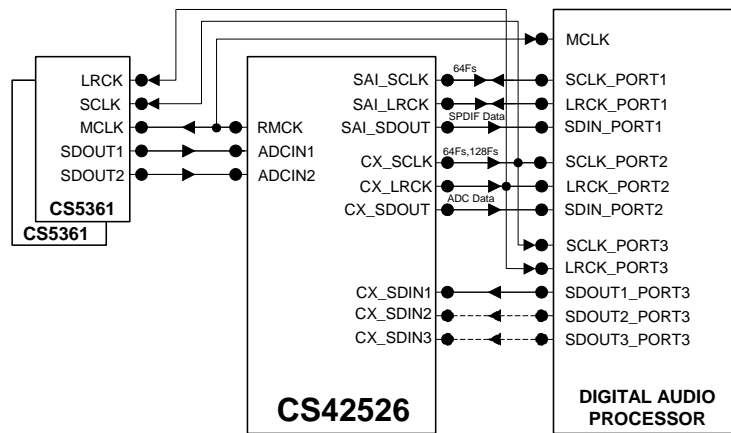 LRCK
SCLK
MCLK
SDOUT1
SDOUT2
CS5361
CS5361
RMCK
ADCIN1
ADCIN2
SAI_SCLK
SAI_LRCK
SAI_SDOUT
CX_SCLK
CX_LRCK
CX_SDOUT
CX_SDIN1
CX_SDIN2
CX_SDIN3
CS42526
64Fs
SPDIF Data
64Fs,128Fs
ADC Data
MCLK
SCLK_PORT1
LRCK_PORT1
SDIN_PORT1
SCLK_PORT2
LRCK_PORT2
SDIN_PORT2
SCLK_PORT3
LRCK_PORT3
SDOUT1_PORT3
SDOUT2_PORT3
SDOUT3_PORT3
DIGITAL AUDIO
PROCESSOR